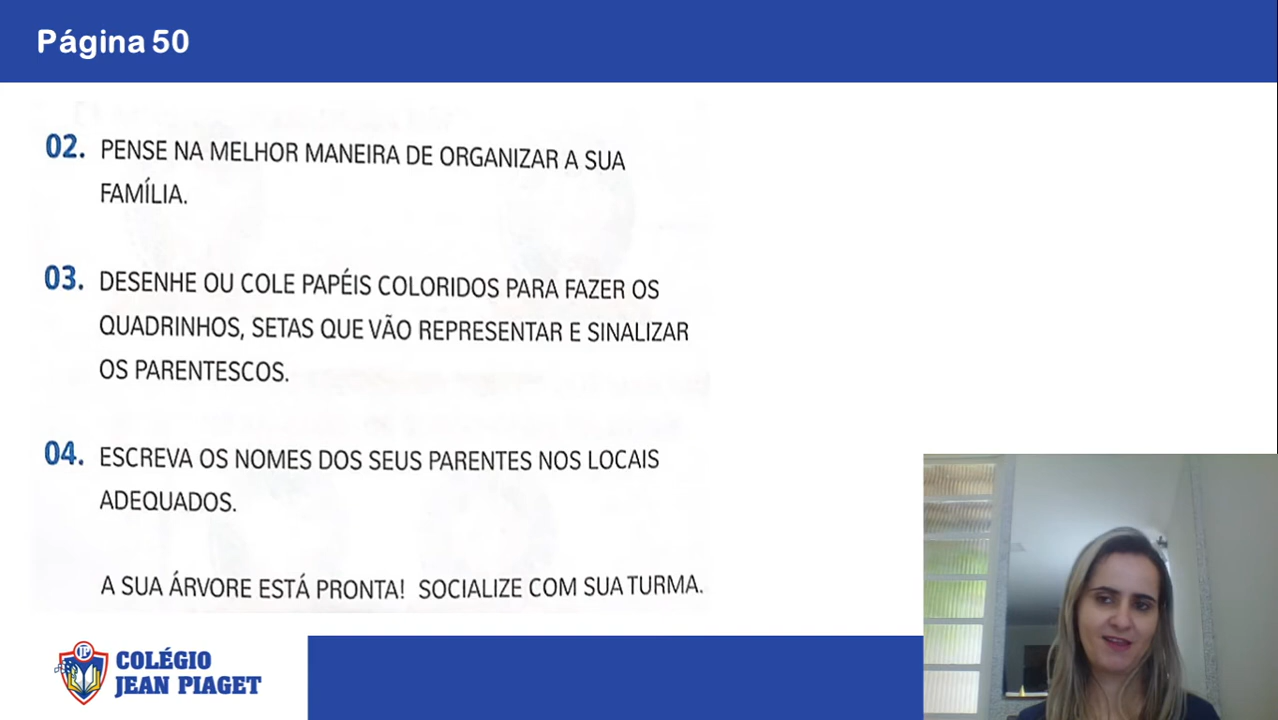 Página 50
02. PENSE NA MELHOR MANEIRA DE ORGANIZAR A SUA
FAMÍLIA.
03. DESENHE OU COLE PAPÉIS COLORIDOS PARA FAZER OS
QUADRINHOS, SETAS QUE VÃO REPRESENTAR E SINALIZAR
OS PARENTESCOS.
04. ESCREVA OS NOMES DOS SEUS PARENTES NOS LOCAIS
ADEQUADOS.
A SUA ÁRVORE ESTÁ PRONTA! SOCIALIZE COM SUA TURMA.
COLÉGIO
JEAN PIAGET